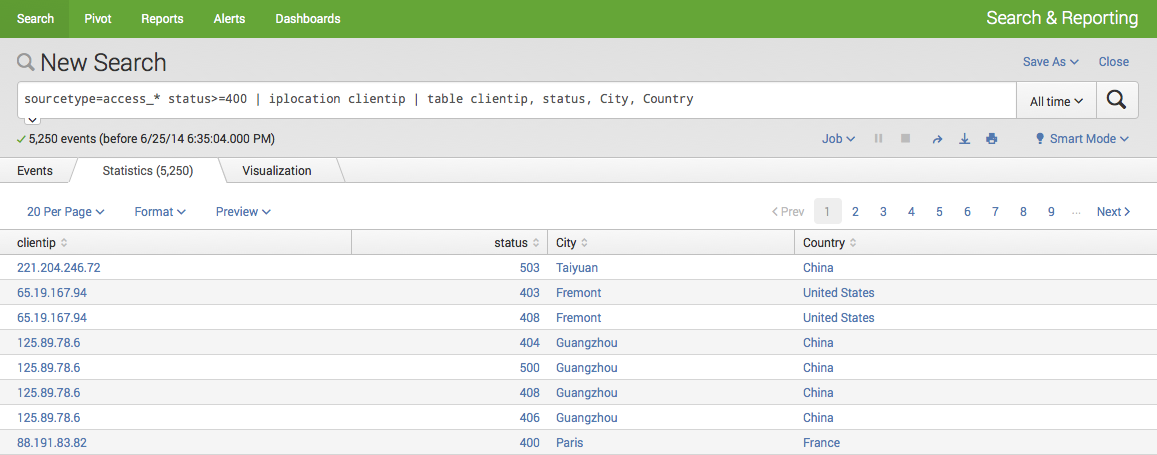 Search Pivot Reports Alerts Dashboards Search & Reporting
New Search Save As Close
sourcetype=access_* status>=400 | iplocation clientip | table clientip, status, City, Country All time
5,250 events (before 6/25/14 6:35:04.000 PM) Job Smart Mode
Events Statistics (5,250) Visualization
20 Per Page Format Preview Prev 1 2 3 4 5 6 7 8 9 ... Next
clientip status City Country
221.204.246.72 503 Taiyuan China
65.19.167.94 403 Fremont United States
65.19.167.94 408 Fremont United States
125.89.78.6 404 Guangzhou China
125.89.78.6 500 Guangzhou China
125.89.78.6 408 Guangzhou China
125.89.78.6 406 Guangzhou China
88.191.83.82 400 Paris France